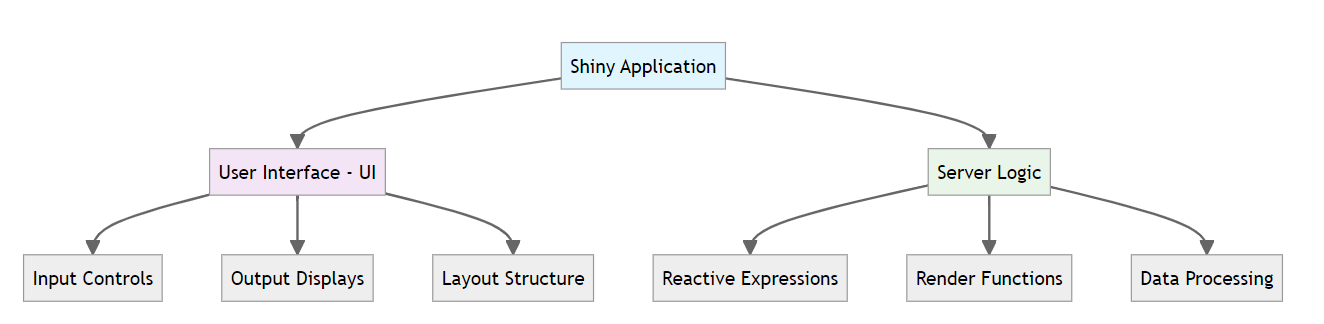 Shiny Application
User Interface - UI
Server Logic
Input Controls
Output Displays
Layout Structure
Reactive Expressions
Render Functions
Data Processing